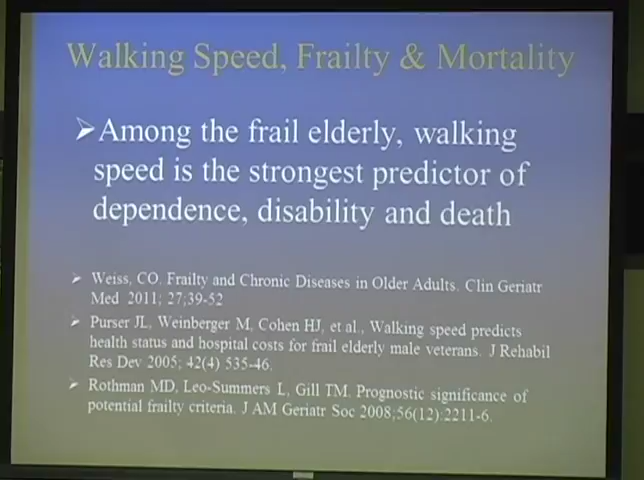 Walking Speed, Frailty & Mortality
➢Among the frail elderly, walking
speed is the strongest predictor of
dependence, disability and death
➢ Weiss, CO. Frailty and Chronic Diseases in Older Adults. Clin Geriatr
Med 2011; 27;39-52
➢ Purser JL, Weinberger M, Cohen HJ, et al., Walking speed predicts
health status and hospital costs for frail elderly male veterans. J Rehabil
Res Dev 2005; 42(4) 535-46.
➢ Rothman MD, Leo-Summers L, Gill TM. Prognostic significance of
potential frailty criteria. J AM Geriatr Soc 2008;56(12):2211-6.